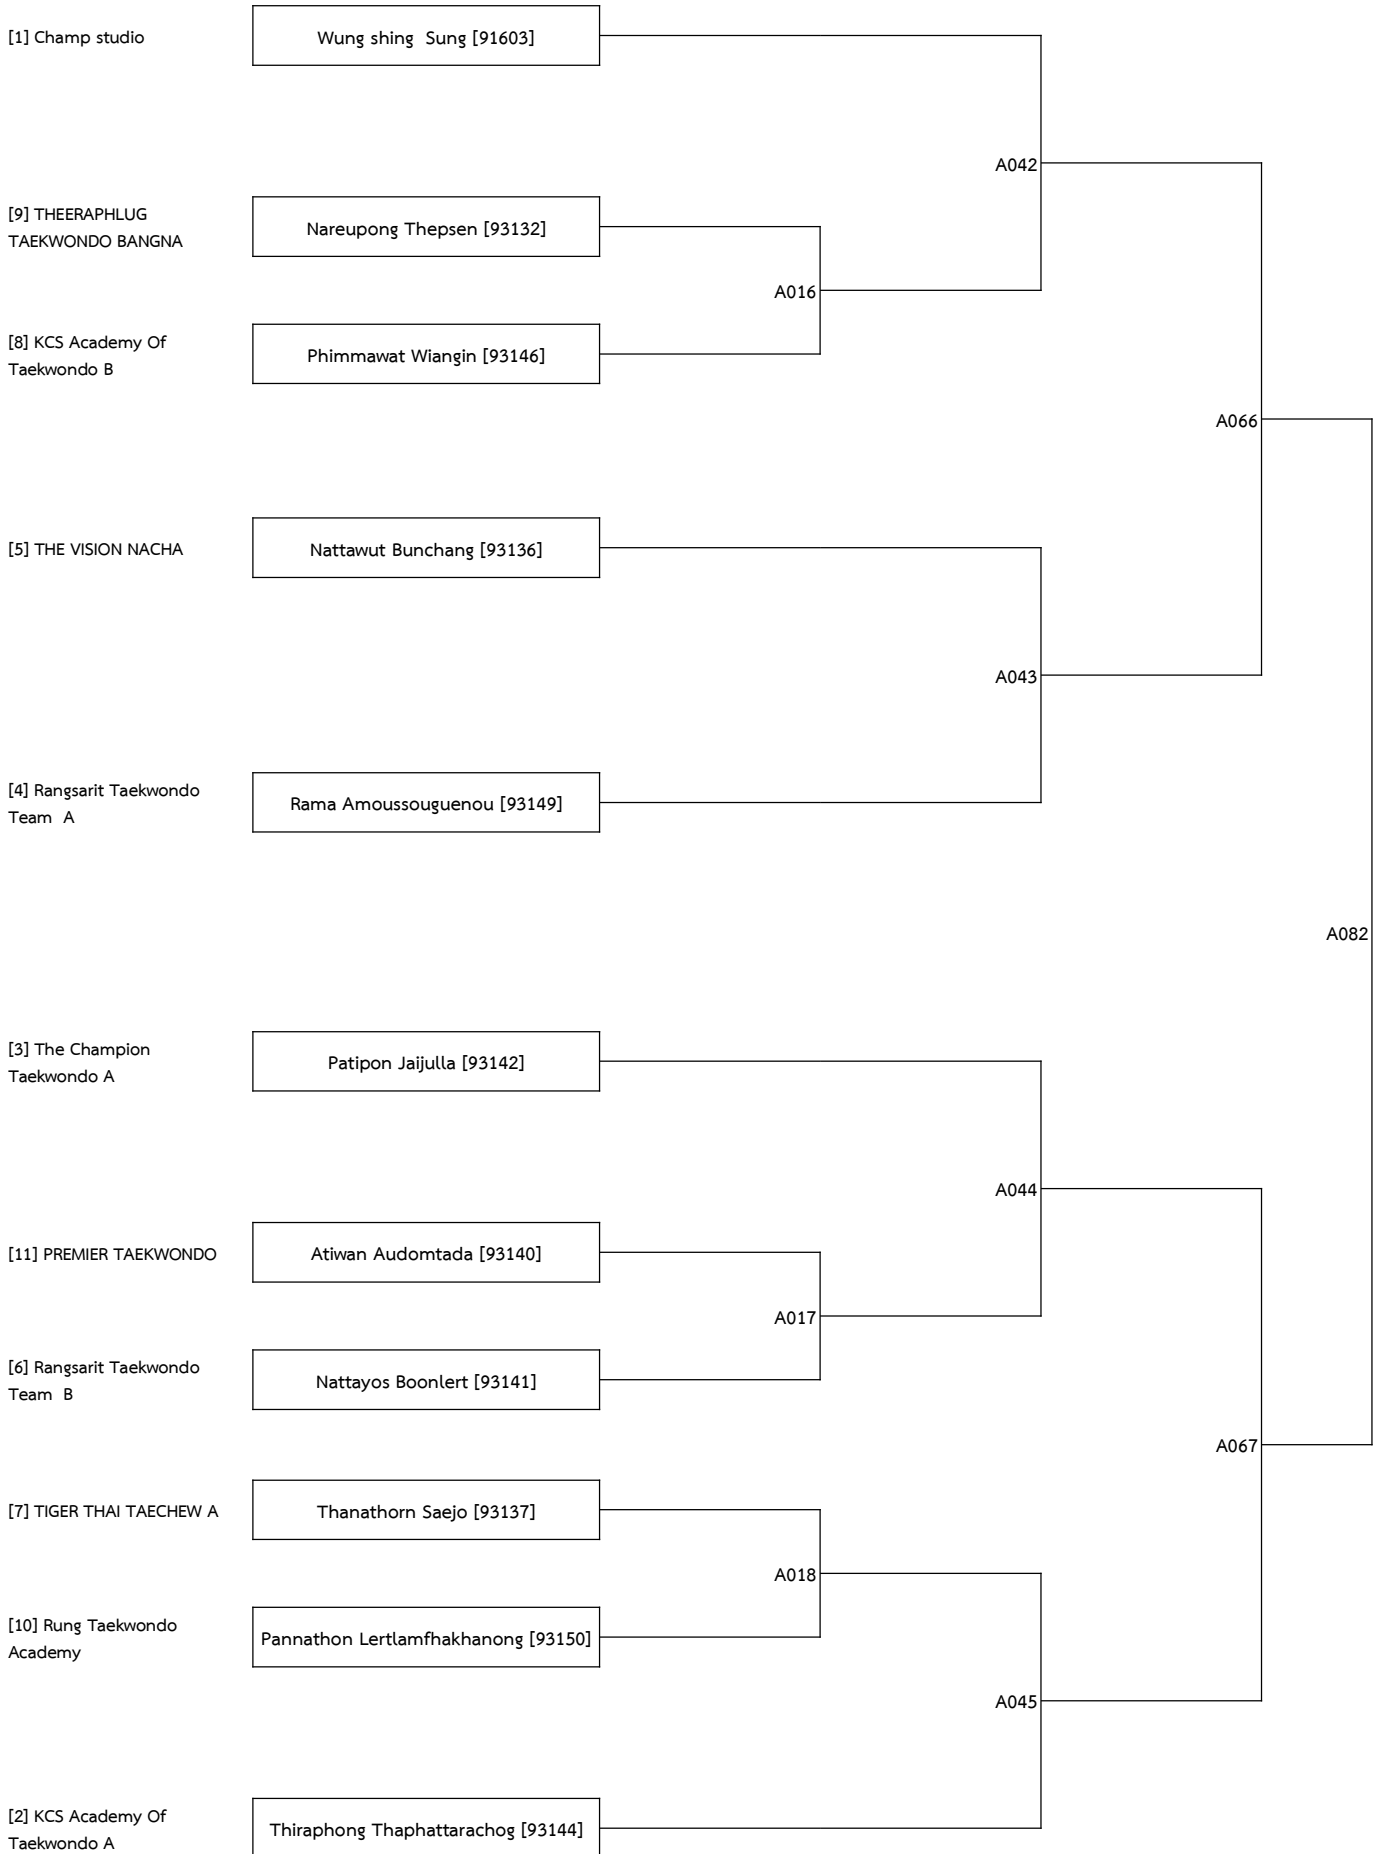 [1] Champ studio
Wung shing  Sung [91603]
A042
[9] THEERAPHLUG
TAEKWONDO BANGNA
Nareupong Thepsen [93132]
A016
[8] KCS Academy Of
Taekwondo B
Phimmawat Wiangin [93146]
A066
[5] THE VISION NACHA
Nattawut Bunchang [93136]
A043
[4] Rangsarit Taekwondo
Team  A
Rama Amoussouguenou [93149]
A082
[3] The Champion
Taekwondo A
Patipon Jaijulla [93142]
A044
[11] PREMIER TAEKWONDO
Atiwan Audomtada [93140]
A017
[6] Rangsarit Taekwondo
Team  B
Nattayos Boonlert [93141]
A067
[7] TIGER THAI TAECHEW A
Thanathorn Saejo [93137]
A018
[10] Rung Taekwondo
Academy
Pannathon Lertlamfhakhanong [93150]
A045
[2] KCS Academy Of
Taekwondo A
Thiraphong Thaphattarachog [93144]